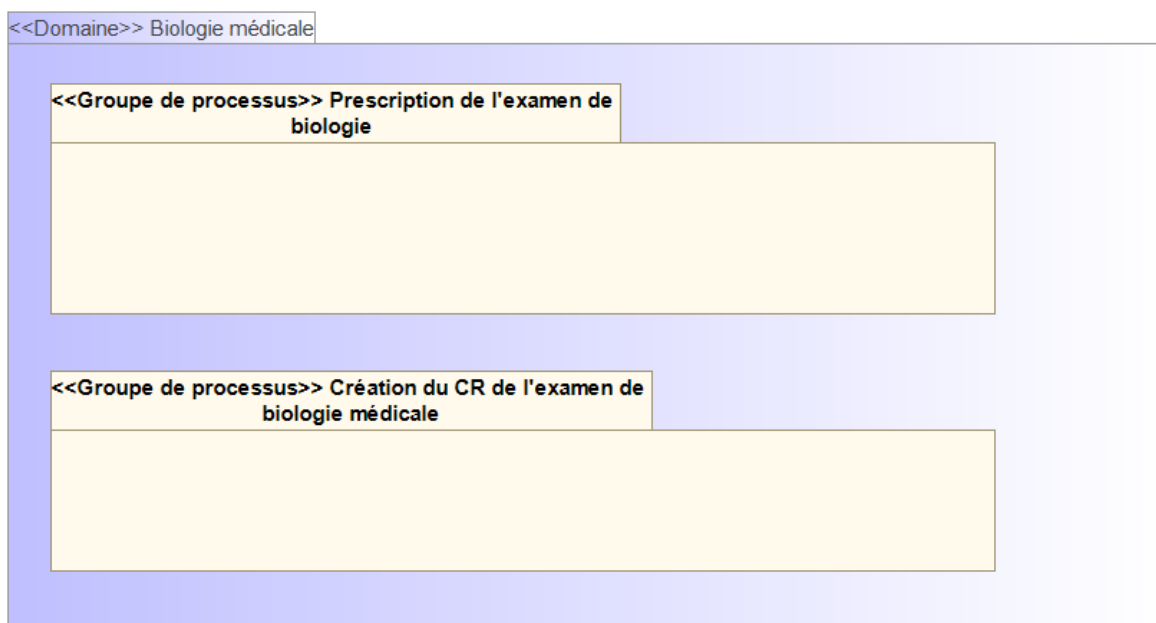 <<Domaine>> Biologie médicale
<<Groupe de processus>> Prescription de l'examen de
biologie
<<Groupe de processus>> Création du CR de l'examen de
biologie médicale